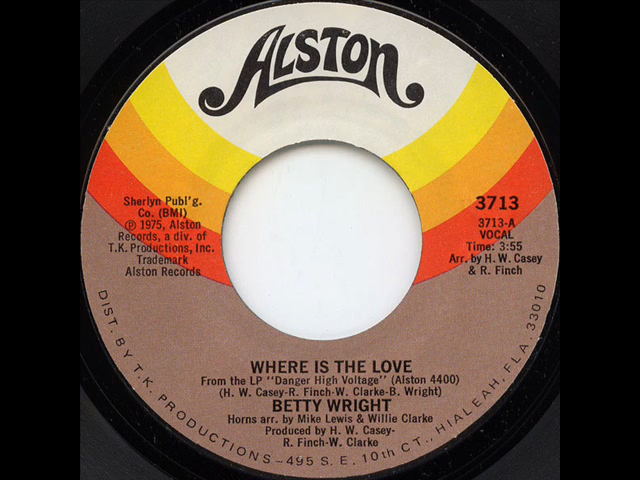 ALSTON
Sherlyn Publ'g.
Co. (BMI)
℗ 1975, Alston
Records, a div. of
T.K. Productions, Inc.
Trademark
Alston Records
3713
3713-A
VOCAL
Time: 3:55
Arr. by H. W. Casey
& R. Finch
WHERE IS THE LOVE
From the LP "Danger High Voltage" (Alston 4400)
(H. W. Casey-R. Finch-W. Clarke-B. Wright)
BETTY WRIGHT
Horns arr. by Mike Lewis & Willie Clarke
Produced by H. W. Casey-
R. Finch-W. Clarke
DIST. BY T.K. PRODUCTIONS-495 S.E. 10th CT., HIALEAH, FLA. 33010